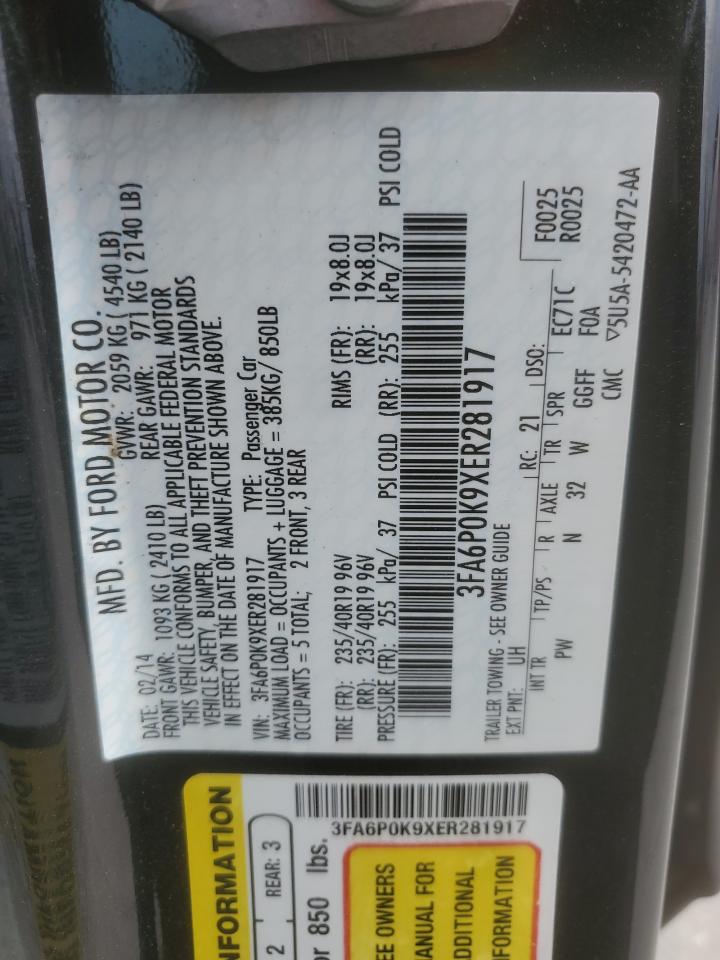 MFD. BY FORD MOTOR CO.
DATE: 02/14 GVWR: 2059 KG ( 4540 LB)
FRONT GAWR: 1093 KG ( 2410 LB) REAR GAWR: 971 KG ( 2140 LB)
THIS VEHICLE CONFORMS TO ALL APPLICABLE FEDERAL MOTOR
VEHICLE SAFETY, BUMPER, AND THEFT PREVENTION STANDARDS
IN EFFECT ON THE DATE OF MANUFACTURE SHOWN ABOVE.
VIN: 3FA6P0K9XER281917 TYPE: Passenger Car
MAXIMUM LOAD = OCCUPANTS + LUGGAGE = 385KG/ 850LB
OCCUPANTS = 5 TOTAL; 2 FRONT, 3 REAR
TIRE (FR): 235/40R19 96V RIMS (FR): 19x8.0J
(RR): 235/40R19 96V (RR): 19x8.0J
PRESSURE (FR): 255 kPa/ 37 PSI COLD (RR): 255 kPa/ 37 PSI COLD
3FA6P0K9XER281917
TRAILER TOWING - SEE OWNER GUIDE
EXT PNT: UH RC: 21 DSO: F0025
R0025
INT TR TP/PS R AXLE TR SPR EC71C
PW N 32 W GGFF F0A
CMC ▽5U5A-5420472-AA
NFORMATION
2 REAR: 3
or 850 lbs.
3FA6P0K9XER281917
EE OWNERS
ANUAL FOR
DDITIONAL
FORMATION